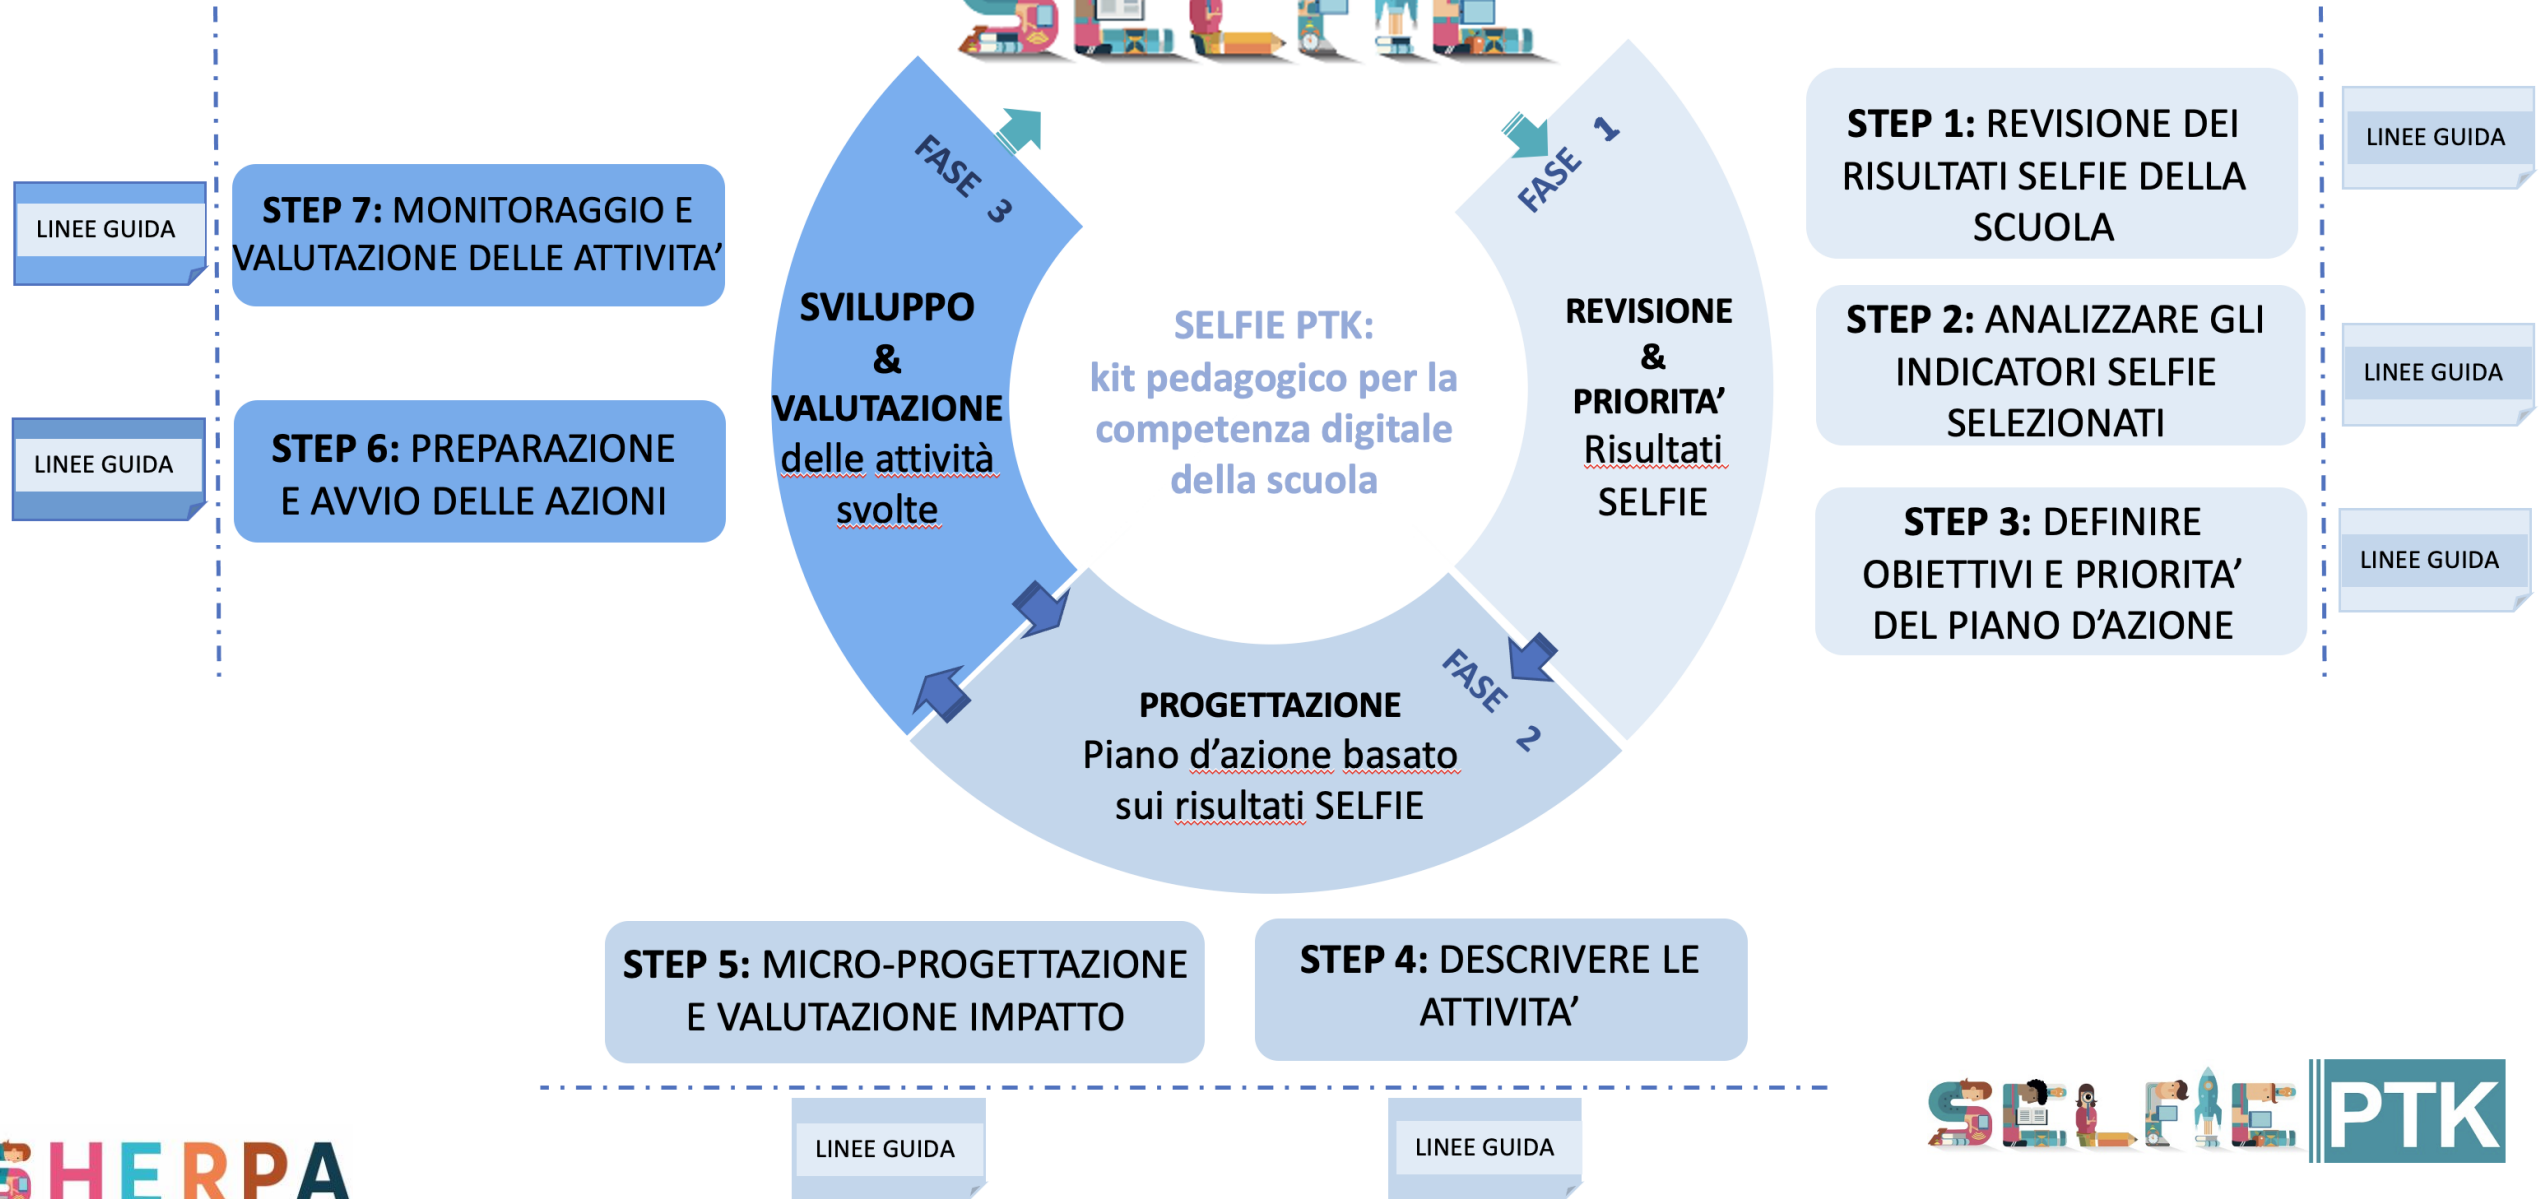 SELFIE
STEP 1: REVISIONE DEI
RISULTATI SELFIE DELLA
SCUOLA
LINEE GUIDA
STEP 2: ANALIZZARE GLI
INDICATORI SELFIE
SELEZIONATI
LINEE GUIDA
STEP 3: DEFINIRE
OBIETTIVI E PRIORITA’
DEL PIANO D’AZIONE
LINEE GUIDA
FASE 1
REVISIONE
&
PRIORITA’
Risultati
SELFIE
SELFIE PTK:
kit pedagogico per la
competenza digitale
della scuola
FASE 2
PROGETTAZIONE
Piano d’azione basato
sui risultati SELFIE
STEP 4: DESCRIVERE LE
ATTIVITA’
LINEE GUIDA
STEP 5: MICRO-PROGETTAZIONE
E VALUTAZIONE IMPATTO
LINEE GUIDA
FASE 3
SVILUPPO
&
VALUTAZIONE
delle attività
svolte
STEP 6: PREPARAZIONE
E AVVIO DELLE AZIONI
LINEE GUIDA
STEP 7: MONITORAGGIO E
VALUTAZIONE DELLE ATTIVITA’
LINEE GUIDA
SHERPA
SELFIE PTK